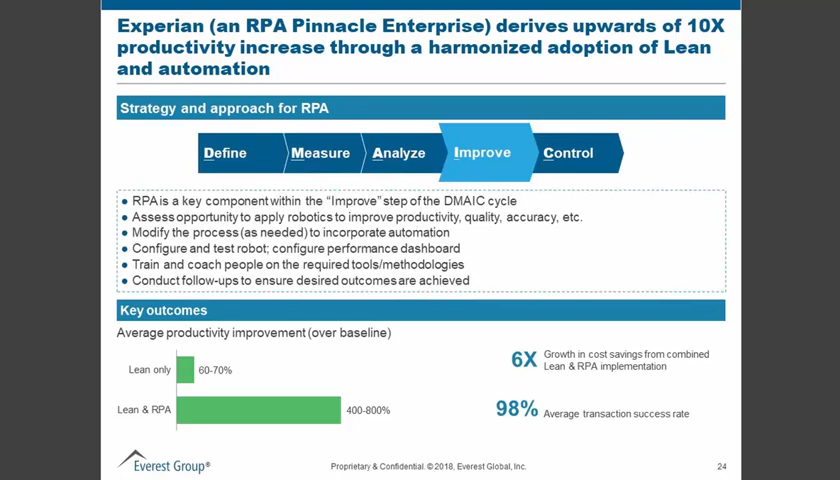 Experian (an RPA Pinnacle Enterprise) derives upwards of 10X
productivity increase through a harmonized adoption of Lean
and automation
Strategy and approach for RPA
Define
Measure
Analyze
Improve
Control
● RPA is a key component within the “Improve” step of the DMAIC cycle
● Assess opportunity to apply robotics to improve productivity, quality, accuracy, etc.
● Modify the process (as needed) to incorporate automation
● Configure and test robot; configure performance dashboard
● Train and coach people on the required tools/methodologies
● Conduct follow-ups to ensure desired outcomes are achieved
Key outcomes
Average productivity improvement (over baseline)
Lean only
60-70%
Lean & RPA
400-800%
6X
Growth in cost savings from combined
Lean & RPA implementation
98%
Average transaction success rate
Everest Group®
Proprietary & Confidential. © 2018, Everest Global, Inc.
24